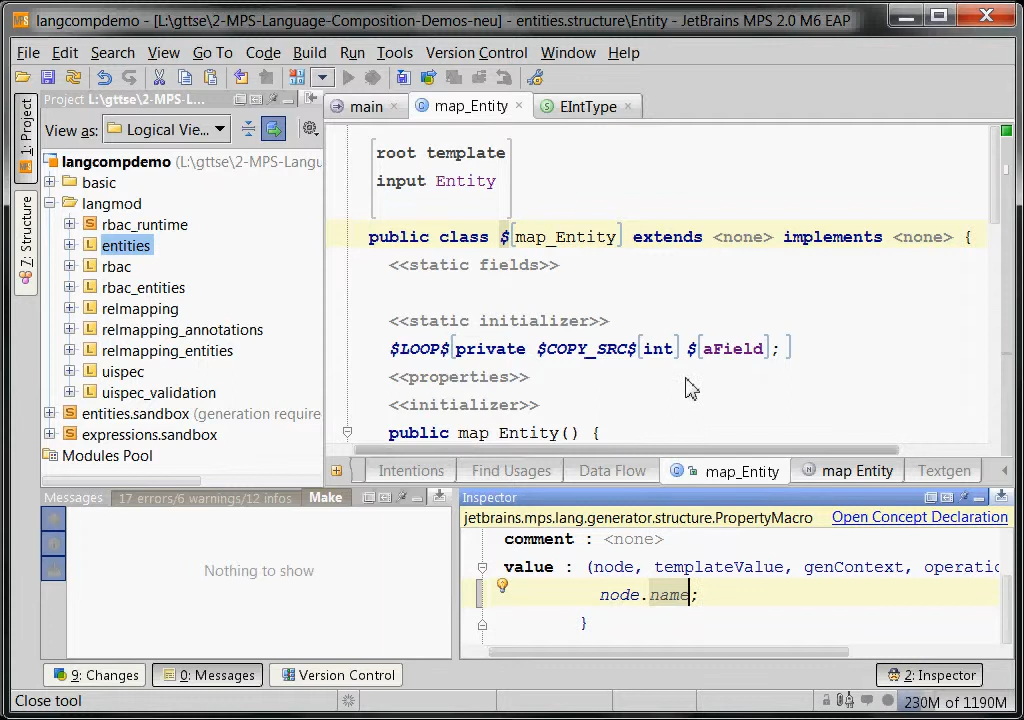 langcompdemo - [L:\gttse\2-MPS-Language-Composition-Demos-neu] - entities.structure\Entity - JetBrains MPS 2.0 M6 EAP
File Edit Search View Go To Code Build Run Tools Version Control Window Help
Project L:\gttse\2-MPS-L...
main
map_Entity
EIntType
1: Project
7: Structure
View as: Logical Vie...
langcompdemo (L:\gttse\2-MPS-Langu
basic
langmod
rbac_runtime
entities
rbac
rbac_entities
relmapping
relmapping_annotations
relmapping_entities
uispec
uispec_validation
entities.sandbox (generation require
expressions.sandbox
Modules Pool
root template
input Entity
public class $[map_Entity] extends <none> implements <none> {
<<static fields>>
<<static initializer>>
$LOOP$[private $COPY_SRC$[int] $[aField]; ]
<<properties>>
<<initializer>>
public map Entity() {
Intentions Find Usages Data Flow map_Entity map Entity Textgen
Messages 17 errors/6 warnings/12 infos Make
Nothing to show
Inspector
jetbrains.mps.lang.generator.structure.PropertyMacro Open Concept Declaration
comment : <none>
value : (node, templateValue, genContext, operatio
node.name;
}
9: Changes 0: Messages Version Control 2: Inspector
Close tool
230M of 1190M